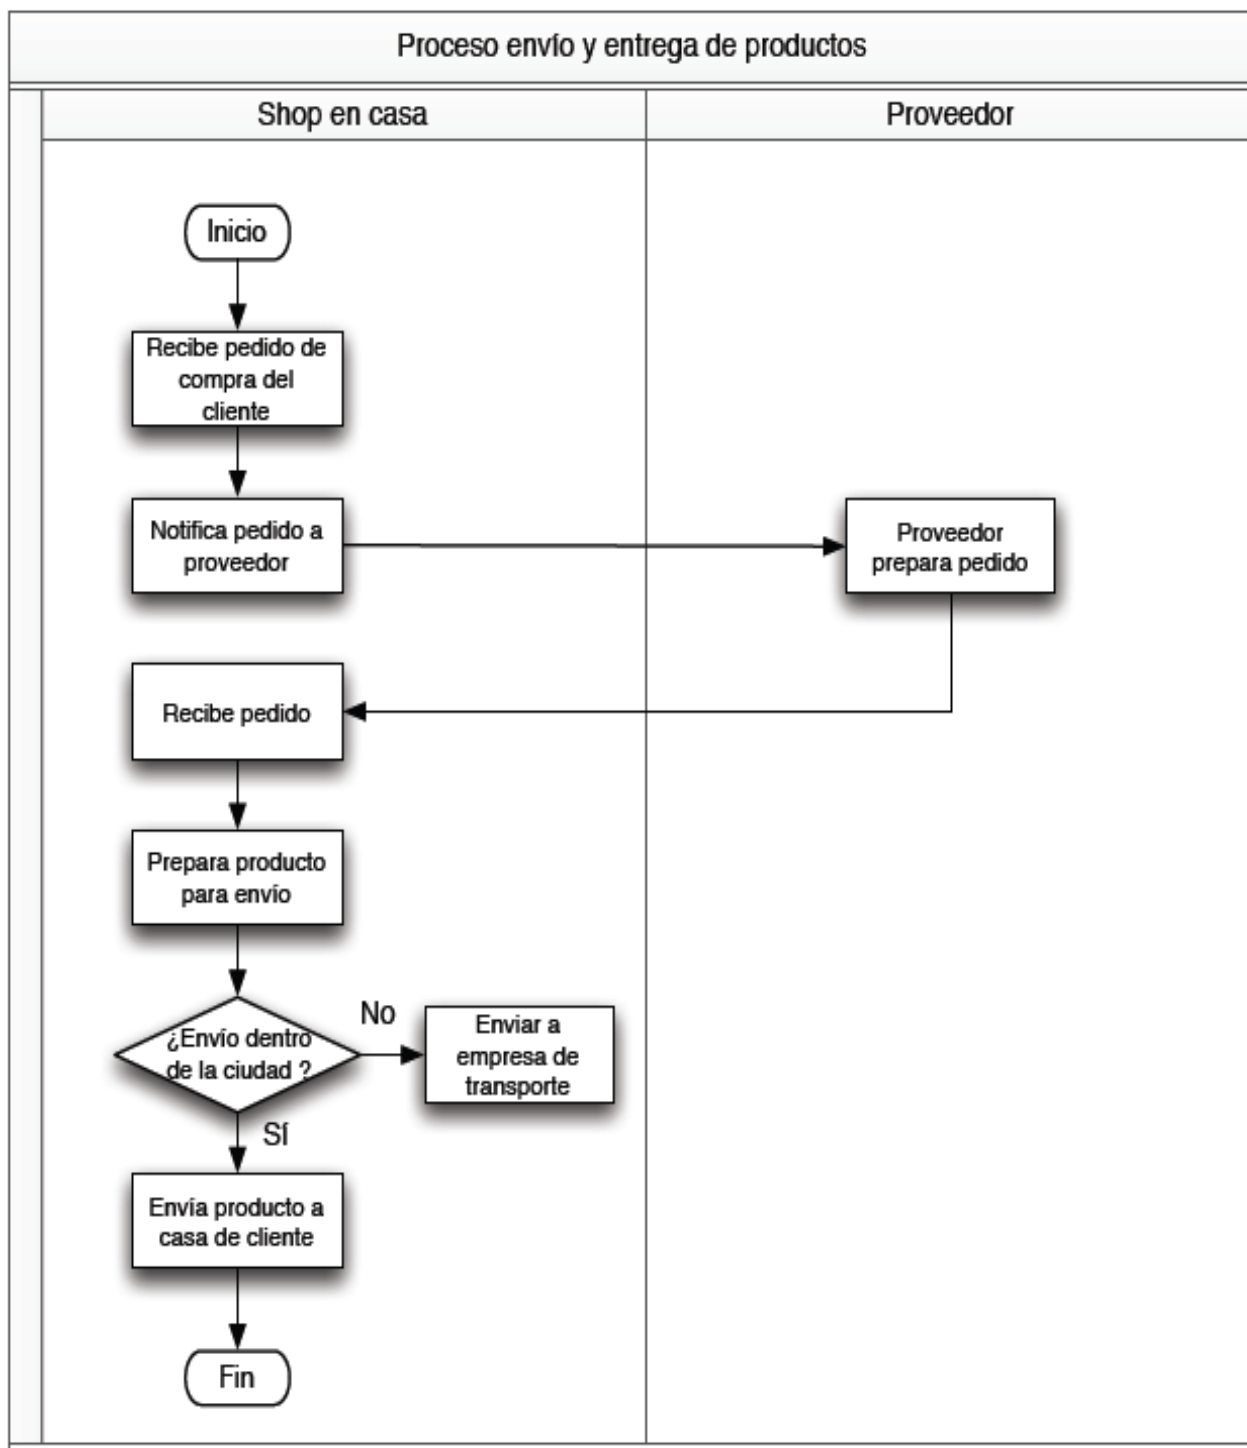 Proceso envío y entrega de productos
Shop en casa
Proveedor
Inicio
Recibe pedido de
compra del
cliente
Notifica pedido a
proveedor
Proveedor
prepara pedido
Recibe pedido
Prepara producto
para envío
¿Envío dentro
de la ciudad ?
No
Enviar a
empresa de
transporte
Sí
Envía producto a
casa de cliente
Fin